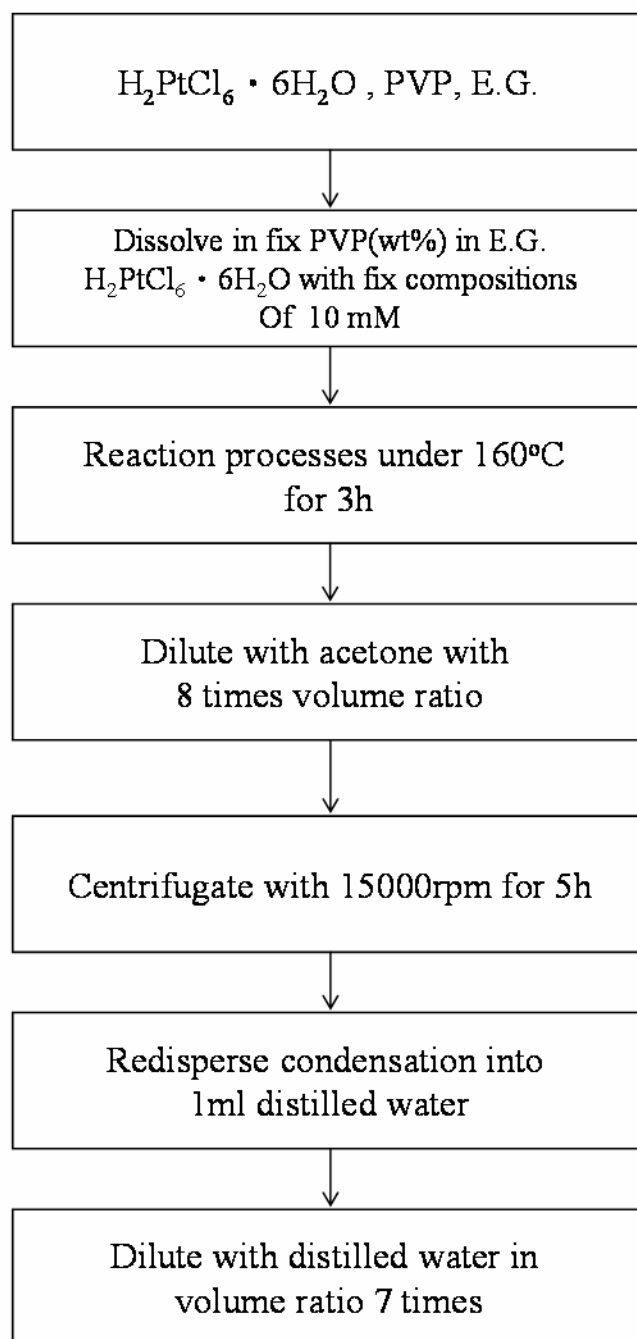 H₂PtCl₆・6H₂O , PVP, E.G.
Dissolve in fix PVP(wt%) in E.G.
H₂PtCl₆・6H₂O with fix compositions
Of 10 mM
Reaction processes under 160°C
for 3h
Dilute with acetone with
8 times volume ratio
Centrifugate with 15000rpm for 5h
Redisperse condensation into
1ml distilled water
Dilute with distilled water in
volume ratio 7 times